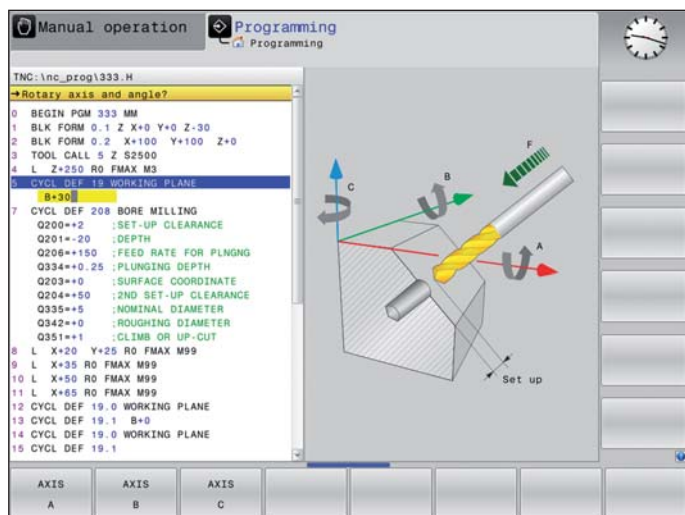 Manual operation
Programming
Programming
TNC:\nc_prog\333.H
→Rotary axis and angle?
0 BEGIN PGM 333 MM
1 BLK FORM 0.1 Z X+0 Y+0 Z-30
2 BLK FORM 0.2 X+100 Y+100 Z+0
3 TOOL CALL 5 Z S2500
4 L Z+250 R0 FMAX M3
5 CYCL DEF 19 WORKING PLANE
B+30
7 CYCL DEF 208 BORE MILLING
Q200=+2 ;SET-UP CLEARANCE
Q201=-20 ;DEPTH
Q206=+150 ;FEED RATE FOR PLNGNG
Q334=+0.25 ;PLUNGING DEPTH
Q203=+0 ;SURFACE COORDINATE
Q204=+50 ;2ND SET-UP CLEARANCE
Q335=+5 ;NOMINAL DIAMETER
Q342=+0 ;ROUGHING DIAMETER
Q351=+1 ;CLIMB OR UP-CUT
8 L X+20 Y+25 R0 FMAX M99
9 L X+35 R0 FMAX M99
10 L X+50 R0 FMAX M99
11 L X+65 R0 FMAX M99
12 CYCL DEF 19.0 WORKING PLANE
13 CYCL DEF 19.1 B+0
14 CYCL DEF 19.0 WORKING PLANE
15 CYCL DEF 19.1
F
B
C
A
Set up
AXIS
A
AXIS
B
AXIS
C